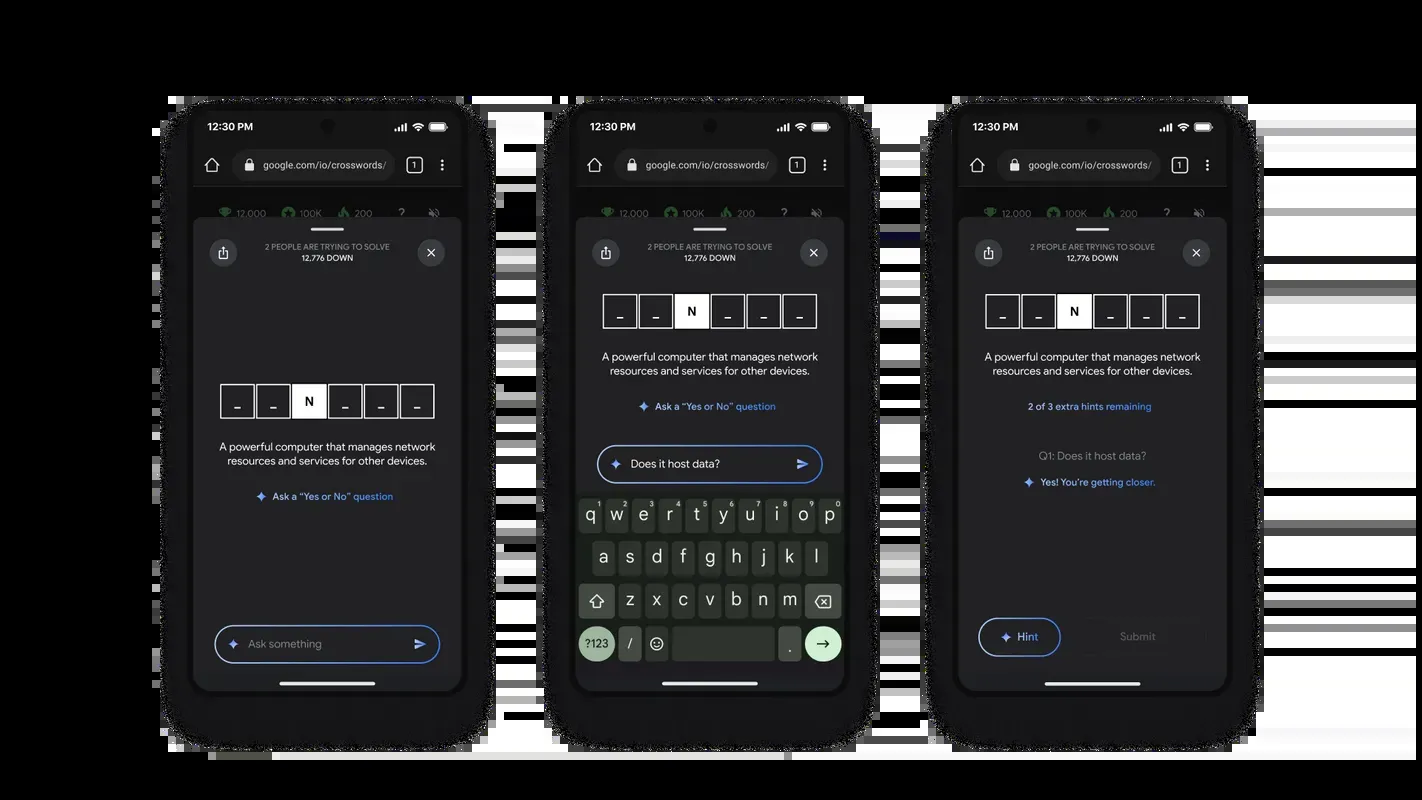 12:30 PM
google.com/io/crosswords/
1
12,000 100K 200 ?
2 PEOPLE ARE TRYING TO SOLVE
12,776 DOWN
_ _ N _ _ _
A powerful computer that manages network
resources and services for other devices.
Ask a “Yes or No” question
Ask something
12:30 PM
google.com/io/crosswords/
1
12,000 100K 200 ?
2 PEOPLE ARE TRYING TO SOLVE
12,776 DOWN
_ _ N _ _ _
A powerful computer that manages network
resources and services for other devices.
Ask a “Yes or No” question
Does it host data?
1 2 3 4 5 6 7 8 9 0
q w e r t y u i o p
a s d f g h j k l
z x c v b n m
?123 / .
12:30 PM
google.com/io/crosswords/
1
12,000 100K 200 ?
2 PEOPLE ARE TRYING TO SOLVE
12,776 DOWN
_ _ N _ _ _
A powerful computer that manages network
resources and services for other devices.
2 of 3 extra hints remaining
Q1: Does it host data?
Yes! You’re getting closer.
Hint Submit